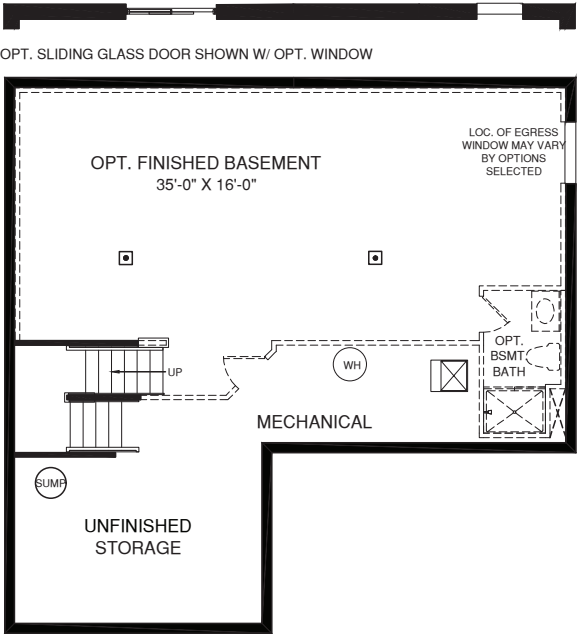 OPT. SLIDING GLASS DOOR SHOWN W/ OPT. WINDOW
LOC. OF EGRESS
WINDOW MAY VARY
BY OPTIONS
SELECTED
OPT. FINISHED BASEMENT
35'-0" X 16'-0"
OPT.
BSMT
BATH
UP
WH
MECHANICAL
SUMP
UNFINISHED
STORAGE